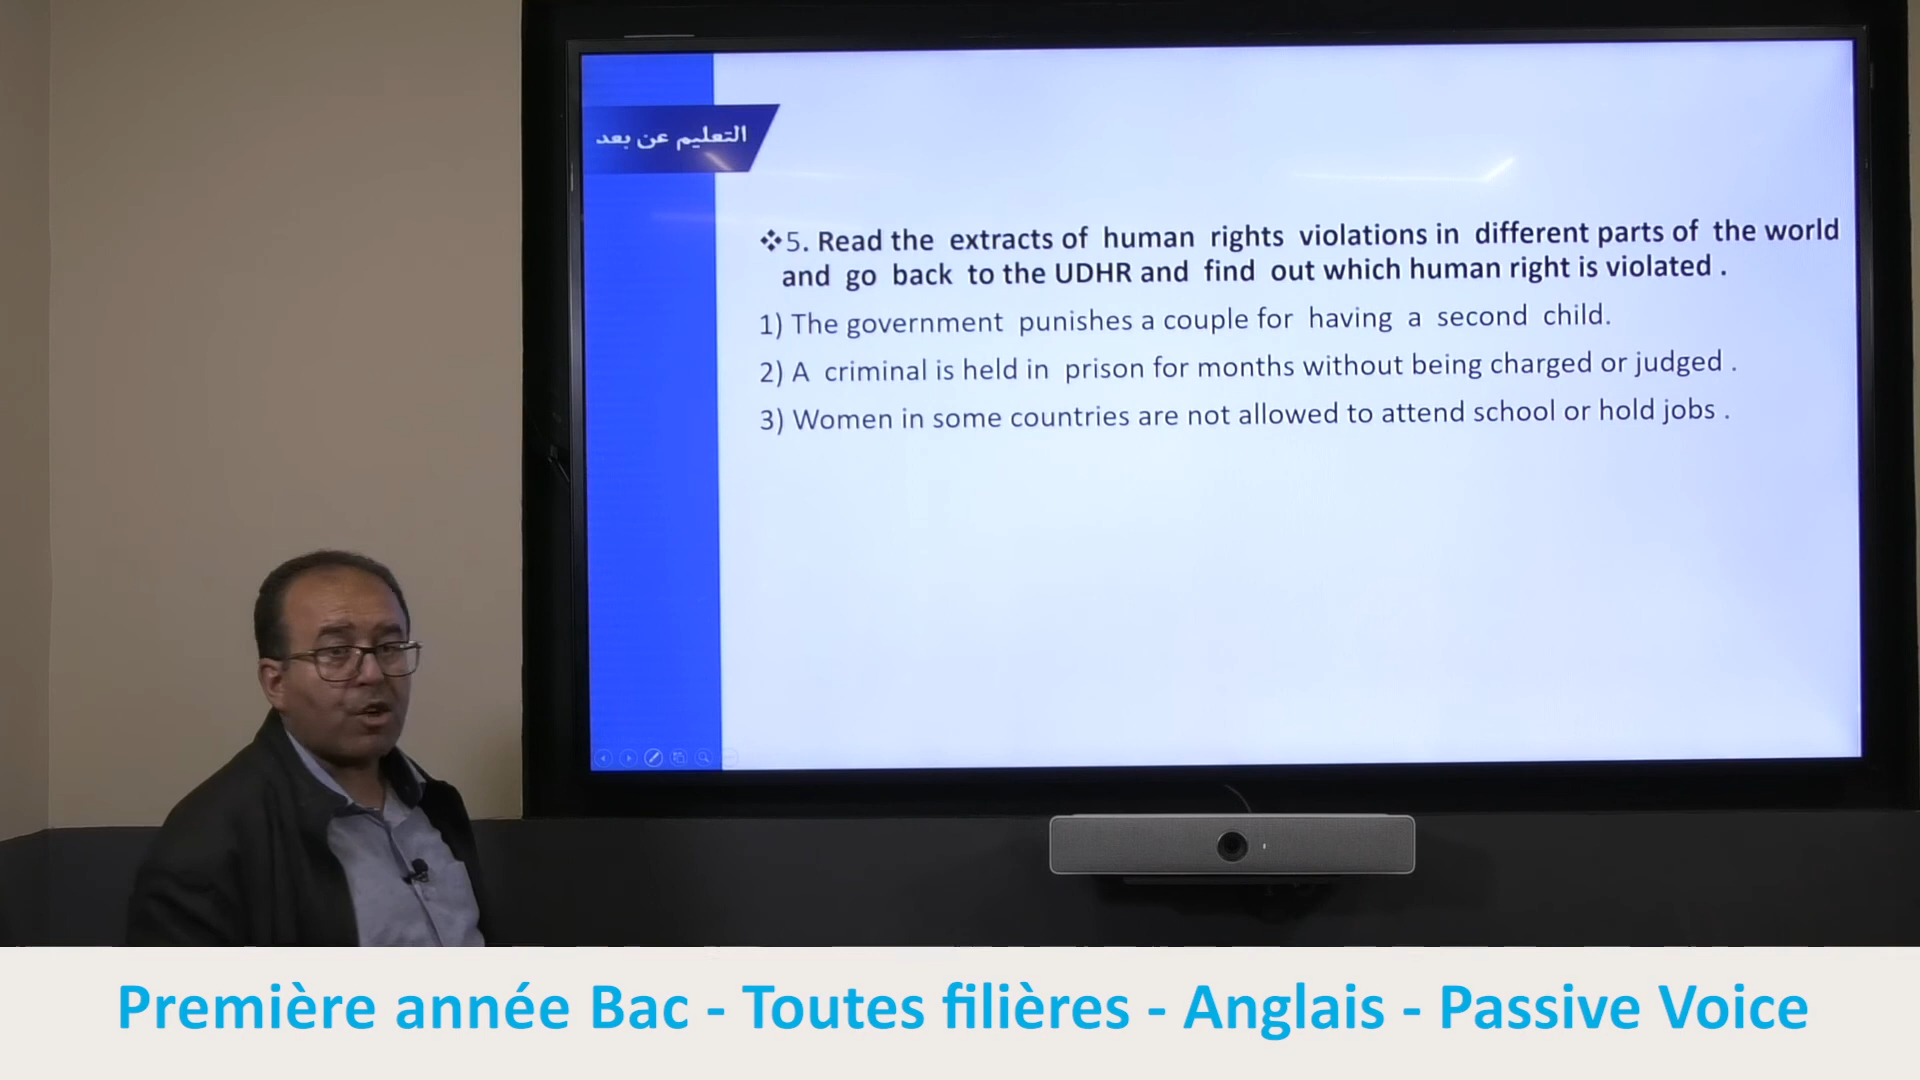 التعليم عن بعد
❖5. Read the extracts of human rights violations in different parts of the world
and go back to the UDHR and find out which human right is violated .
1) The government punishes a couple for having a second child.
2) A criminal is held in prison for months without being charged or judged .
3) Women in some countries are not allowed to attend school or hold jobs .
Première année Bac - Toutes filières - Anglais - Passive Voice